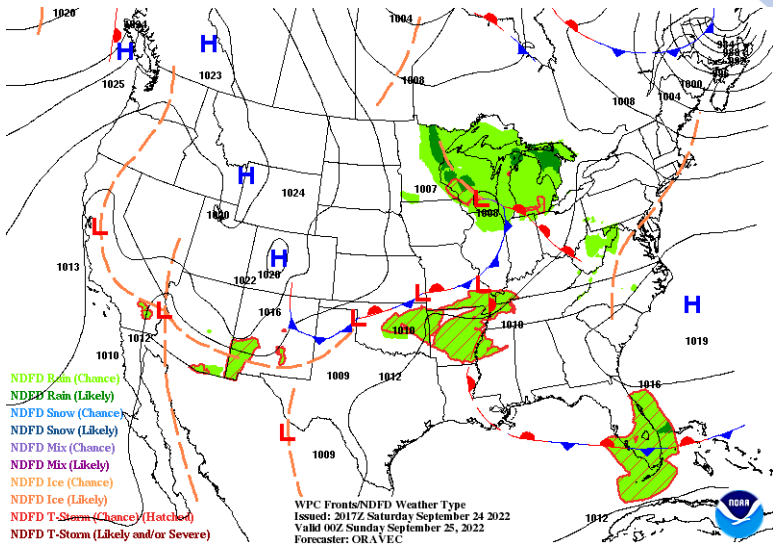 1020
984
1004
H
H
1025
1023
1008
1000
1004
1008
1007
H
1024
1008
L
1020
L
H
1020
1022
1013
1016
L
L
L
L
H
1012
1010
1010
1019
1010
1009
1012
1016
L
1009
1012
NDFD Rain (Chance)
NDFD Rain (Likely)
NDFD Snow (Chance)
NDFD Snow (Likely)
NDFD Mix (Chance)
NDFD Mix (Likely)
NDFD Ice (Chance)
NDFD Ice (Likely)
NDFD T-Storm (Chance) (Hatched)
NDFD T-Storm (Likely and/or Severe)
WPC Fronts/NDFD Weather Type
Issued: 2017Z Saturday September 24 2022
Valid 00Z Sunday September 25, 2022
Forecaster: ORAVEC
NOAA